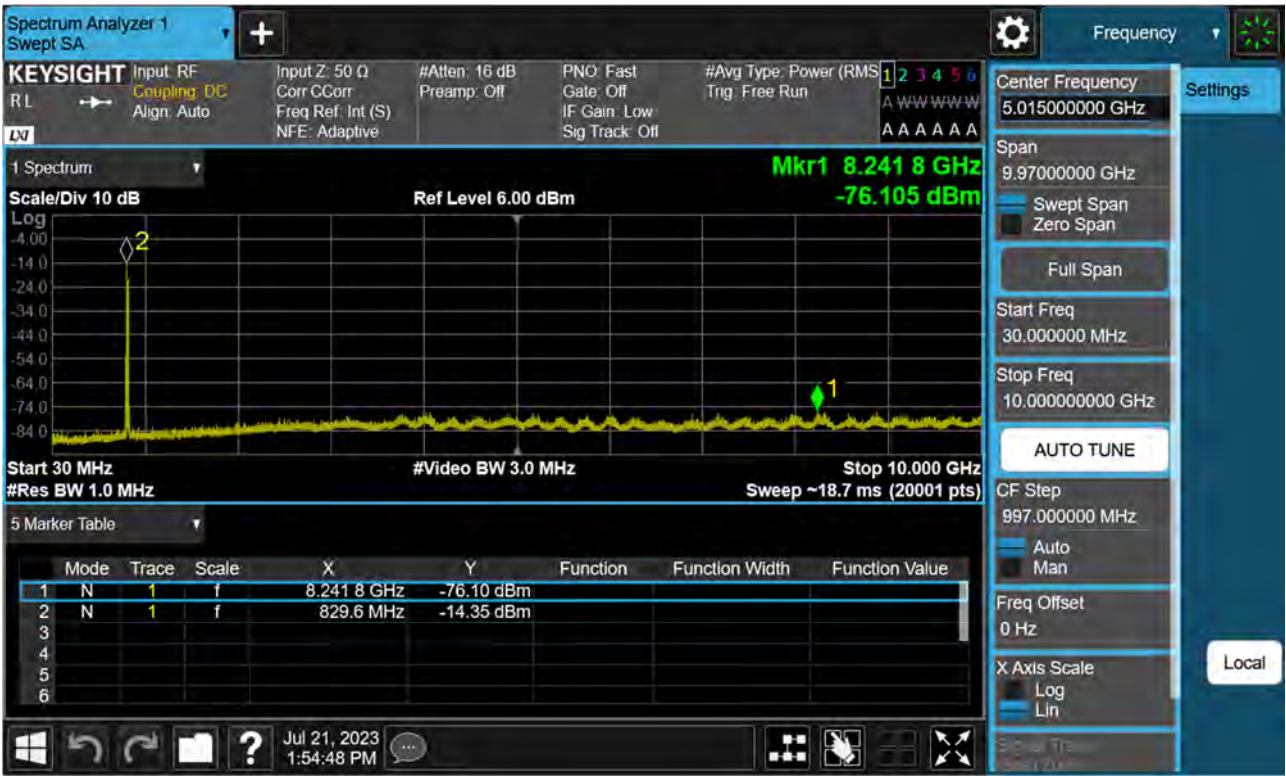 Spectrum Analyzer 1
Swept SA
+
Frequency
KEYSIGHT
RL
LXI
Input: RF
Coupling: DC
Align: Auto
Input Z: 50 Ω
Corr CCorr
Freq Ref: Int (S)
NFE: Adaptive
#Atten: 16 dB
Preamp: Off
PNO: Fast
Gate: Off
IF Gain: Low
Sig Track: Off
#Avg Type: Power (RMS
Trig: Free Run
1 2 3 4 5 6
A W W W W W
A A A A A A
1 Spectrum
Mkr1 8.241 8 GHz
Scale/Div 10 dB
Ref Level 6.00 dBm
-76.105 dBm
Log
-4.00
-14.0
-24.0
-34.0
-44.0
-54.0
-64.0
-74.0
-84.0
2
1
Start 30 MHz
#Video BW 3.0 MHz
Stop 10.000 GHz
#Res BW 1.0 MHz
Sweep ~18.7 ms (20001 pts)
5 Marker Table
Mode Trace Scale X Y Function Function Width Function Value
1 N 1 f 8.241 8 GHz -76.10 dBm
2 N 1 f 829.6 MHz -14.35 dBm
3
4
5
6
?
Jul 21, 2023
1:54:48 PM
Center Frequency
5.015000000 GHz
Span
9.97000000 GHz
Swept Span
Zero Span
Full Span
Start Freq
30.000000 MHz
Stop Freq
10.000000000 GHz
AUTO TUNE
CF Step
997.000000 MHz
Auto
Man
Freq Offset
0 Hz
X Axis Scale
Log
Lin
Settings
Local